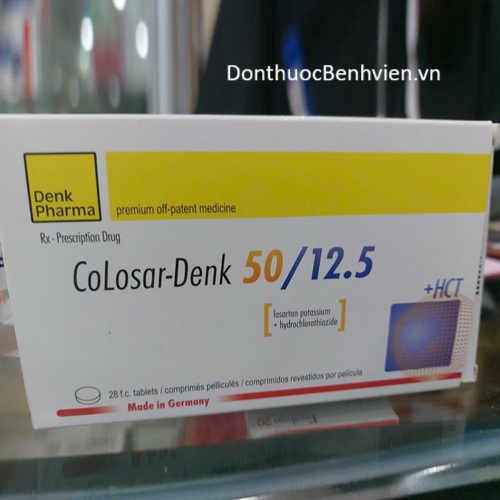 DonthuocBenhvien.vn
Denk
Pharma
premium off-patent medicine
Rx - Prescription Drug
CoLosar-Denk 50/12.5
+HCT
[losartan potassium
+ hydrochlorothiazide]
28 f.c. tablets / comprimés pelliculés / comprimidos revestidos por película
Made in Germany
20